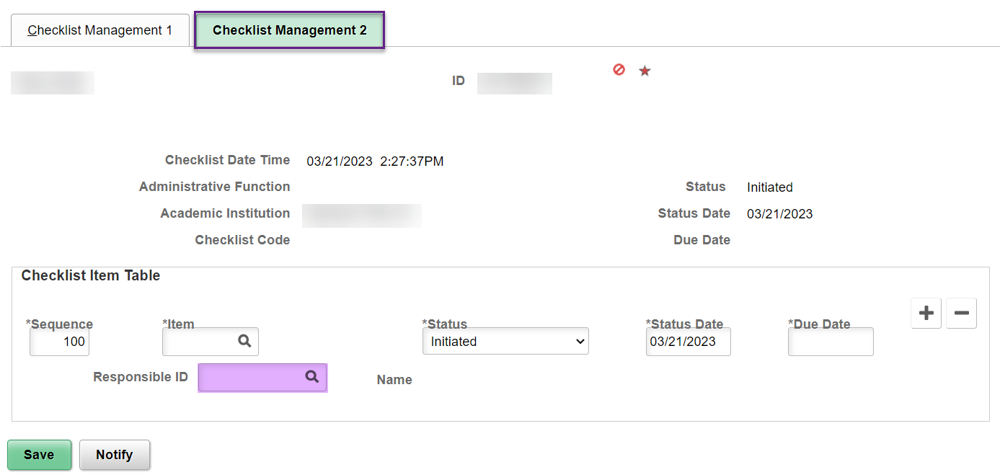 Checklist Management 1
Checklist Management 2
ID
Checklist Date Time 03/21/2023 2:27:37PM
Administrative Function Status Initiated
Academic Institution Status Date 03/21/2023
Checklist Code Due Date
Checklist Item Table
*Sequence *Item *Status *Status Date *Due Date
100 Initiated 03/21/2023
Responsible ID Name
Save Notify